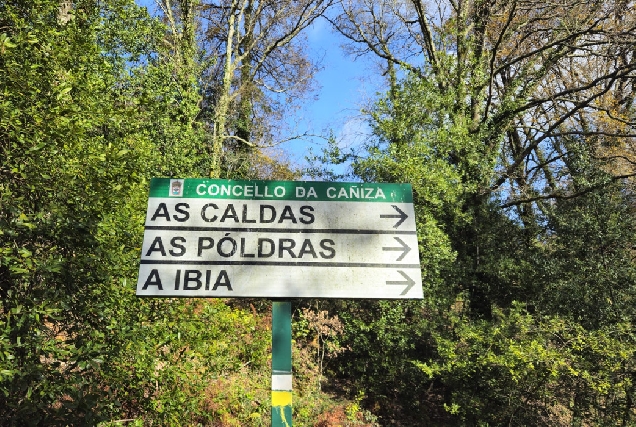 CONCELLO DA CAÑIZA
AS CALDAS
AS PÓLDRAS
A IBIA